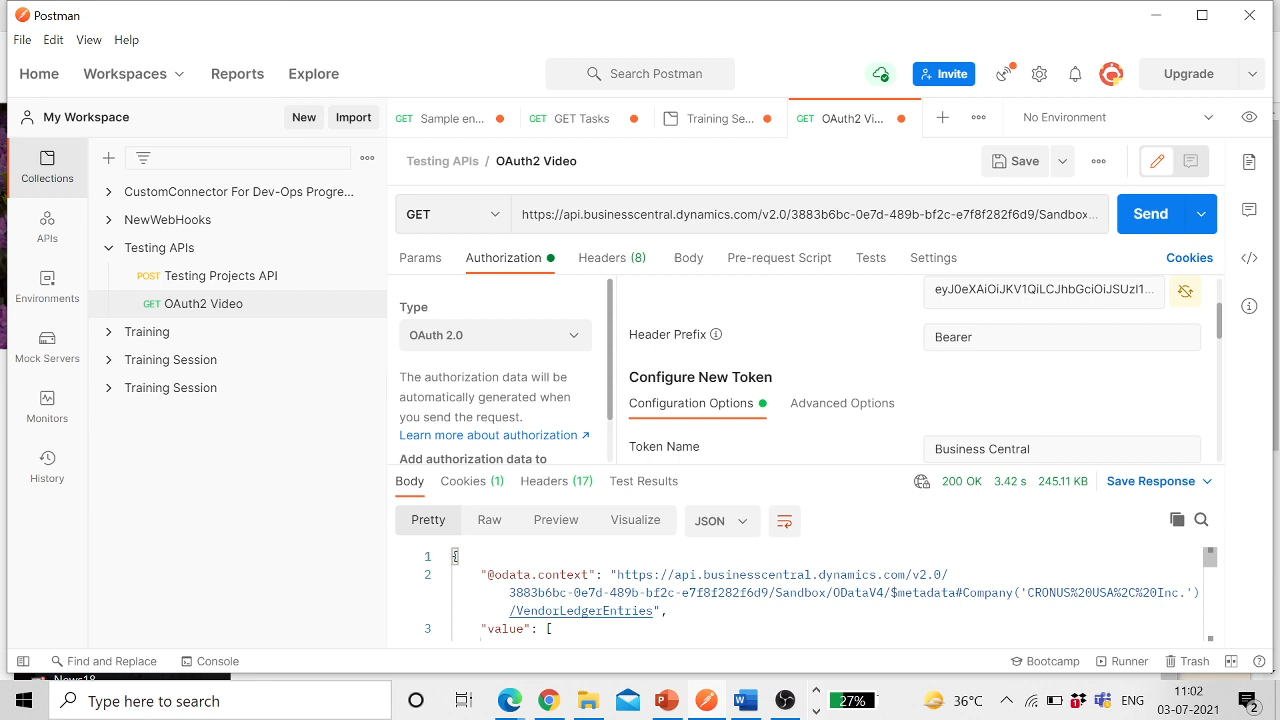 Postman
File Edit View Help
Home Workspaces Reports Explore Search Postman Invite Upgrade
My Workspace New Import GET Sample en... GET GET Tasks Training Se... GET OAuth2 Vi... No Environment
Collections
APIs
Environments
Mock Servers
Monitors
History
CustomConnector For Dev-Ops Progre...
NewWebHooks
Testing APIs
POST Testing Projects API
GET OAuth2 Video
Training
Training Session
Training Session
Testing APIs / OAuth2 Video Save
GET https://api.businesscentral.dynamics.com/v2.0/3883b6bc-0e7d-489b-bf2c-e7f8f282f6d9/Sandbox... Send
Params Authorization Headers (8) Body Pre-request Script Tests Settings Cookies
Type
OAuth 2.0
The authorization data will be
automatically generated when
you send the request.
Learn more about authorization
Add authorization data to
eyJ0eXAiOiJKV1QiLCJhbGciOiJSUzI1...
Header Prefix Bearer
Configure New Token
Configuration Options Advanced Options
Token Name Business Central
Body Cookies (1) Headers (17) Test Results 200 OK 3.42 s 245.11 KB Save Response
Pretty Raw Preview Visualize JSON
1 {
2 "@odata.context": "https://api.businesscentral.dynamics.com/v2.0/
3883b6bc-0e7d-489b-bf2c-e7f8f282f6d9/Sandbox/ODataV4/$metadata#Company('CRONUS%20USA%2C%20Inc.')
/VendorLedgerEntries",
3 "value": [
Find and Replace Console Bootcamp Runner Trash
News18
Type here to search 27% 36°C ENG 11:02
03-07-2021 2